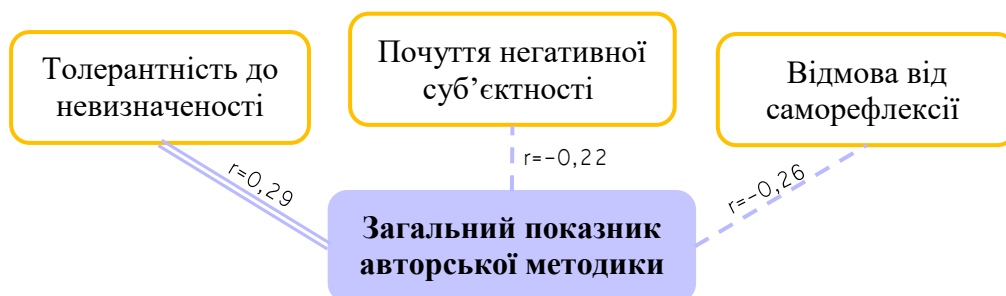 Толерантність до
невизначеності
Почуття негативної
суб’єктності
Відмова від
саморефлексії
r=0,29
r=−0,22
r=−0,26
Загальний показник
авторської методики